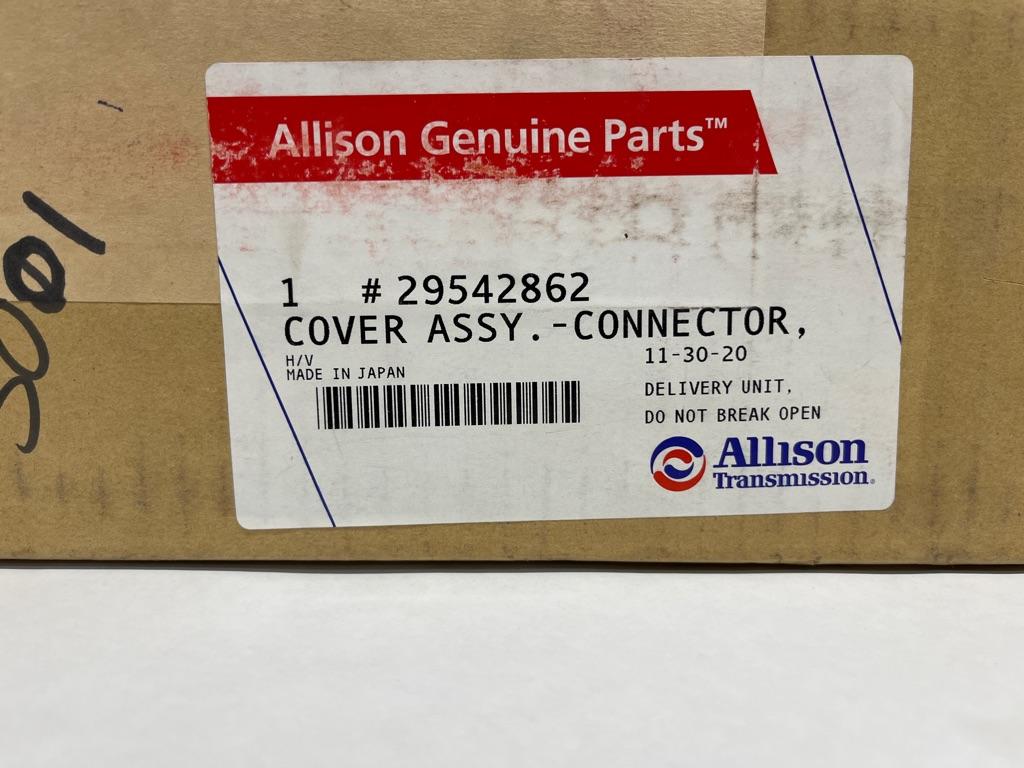 Allison Genuine Parts™
1 # 29542862
COVER ASSY.-CONNECTOR,
H/V
MADE IN JAPAN
11-30-20
DELIVERY UNIT,
DO NOT BREAK OPEN
Allison
Transmission®